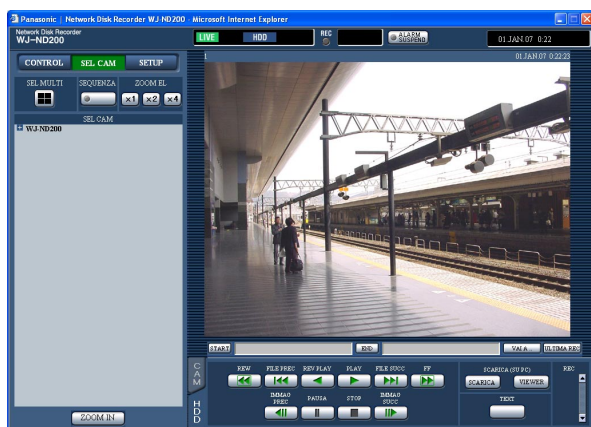 Panasonic | Network Disk Recorder WJ-ND200 - Microsoft Internet Explorer
Network Disk Recorder
WJ-ND200
LIVE HDD REC ALARM SUSPEND 01.JAN.07 0:22
CONTROL SEL CAM SETUP
1 01.JAN.07 0:22:23
SEL MULTI SEQUENZA ZOOM EL
x1 x2 x4
SEL CAM
WJ-ND200
START END VAI A ULTIMA REC
CAM
REW FILE PREC REV PLAY PLAY FILE SUCC FF
SCARICA (SU PC) REC
SCARICA VIEWER
HDD
IMMAG PREC PAUSA STOP IMMAG SUCC
TEXT
ZOOM IN